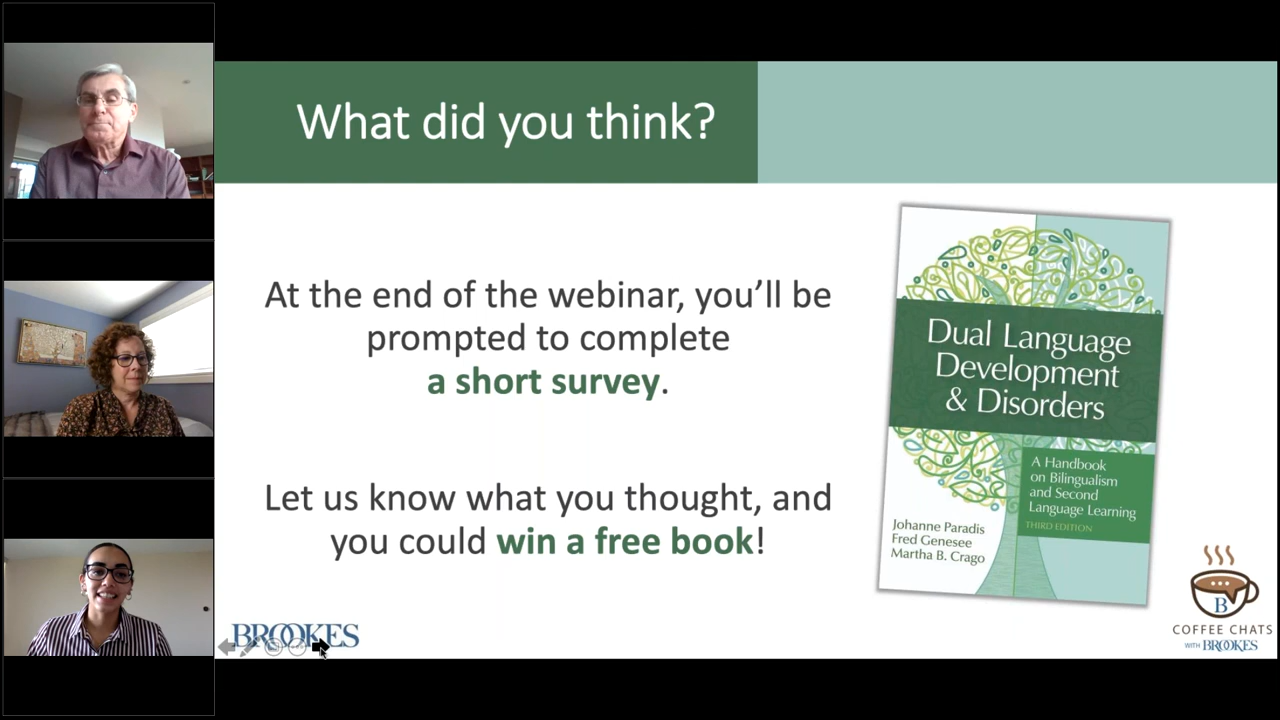 What did you think?
At the end of the webinar, you'll be
prompted to complete
a short survey.
Let us know what you thought, and
you could win a free book!
Dual Language
Development
& Disorders
A Handbook
on Bilingualism
and Second
Language Learning
THIRD EDITION
Johanne Paradis
Fred Genesee
Martha B. Crago
BROOKES
B
COFFEE CHATS
WITH BROOKES